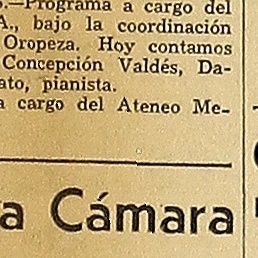 .—Programa a cargo del
A., bajo la coordinación
Oropeza. Hoy contamos
Concepción Valdés, Da-
ato, pianista.
a cargo del Ateneo Me-
a Cámara